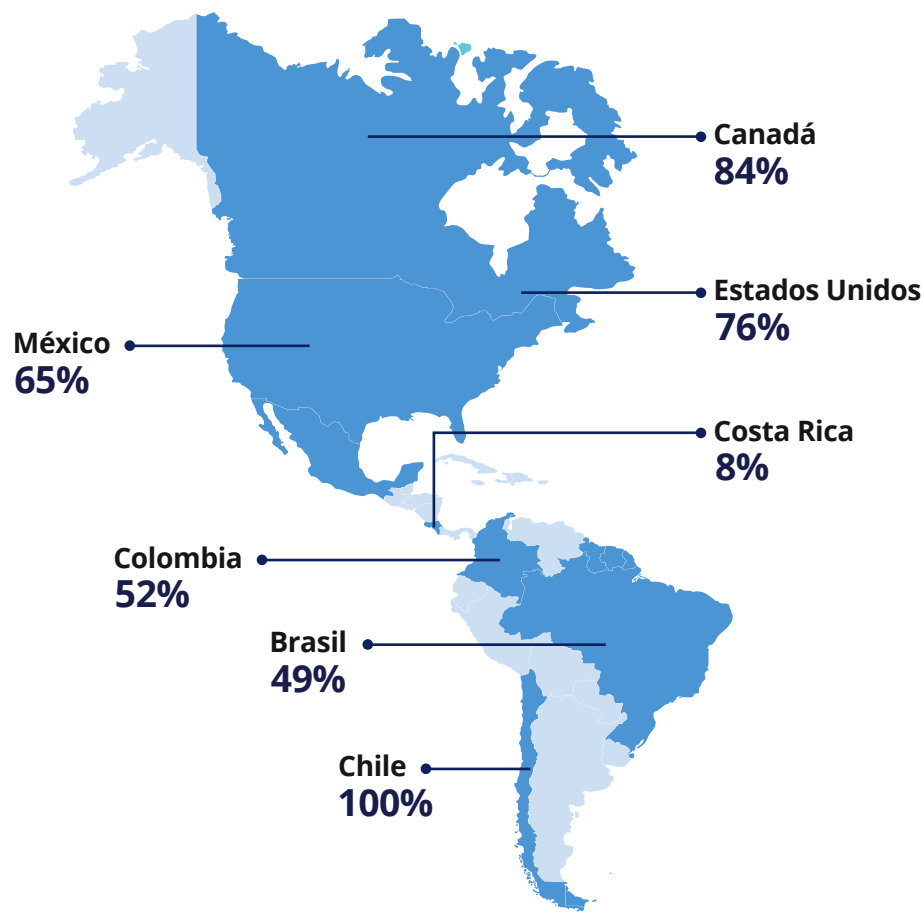 Canadá
84%
Estados Unidos
76%
México
65%
Costa Rica
8%
Colombia
52%
Brasil
49%
Chile
100%